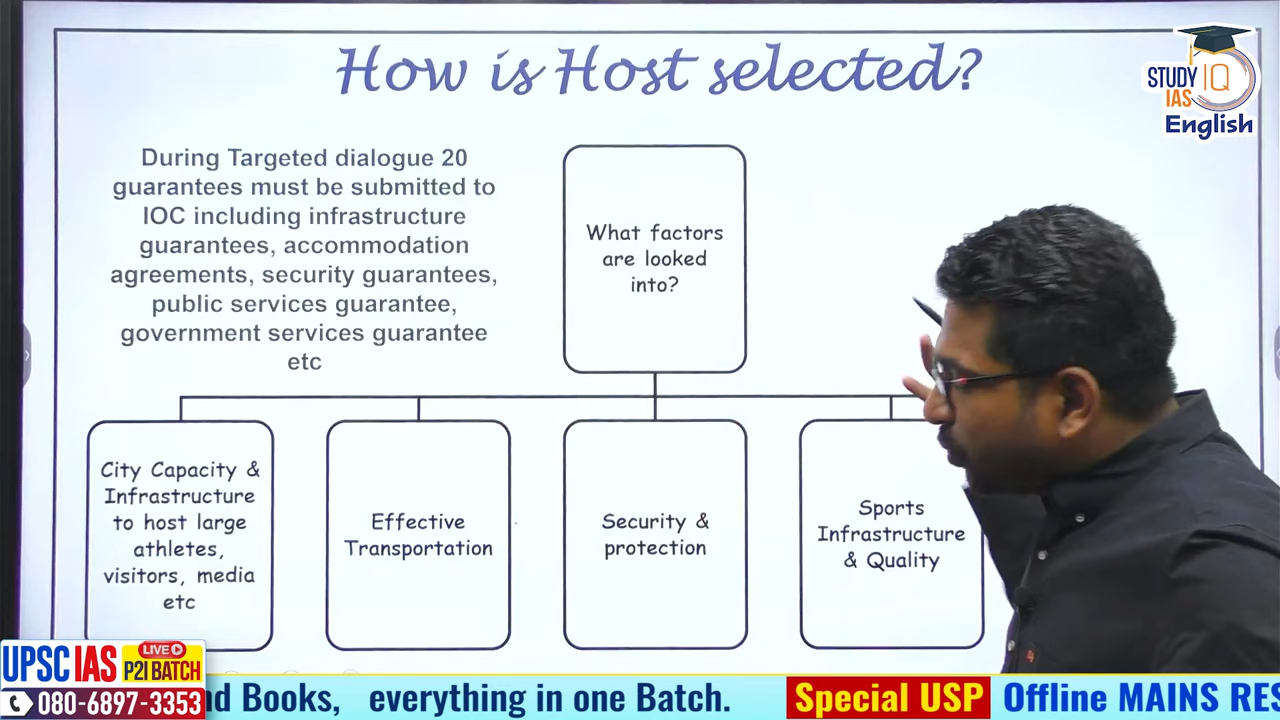 How is Host selected?
STUDY IQ
IAS
English
During Targeted dialogue 20
guarantees must be submitted to
IOC including infrastructure
guarantees, accommodation
agreements, security guarantees,
public services guarantee,
government services guarantee
etc
What factors
are looked
into?
City Capacity &
Infrastructure
to host large
athletes,
visitors, media
etc
Effective
Transportation
Security &
protection
Sports
Infrastructure
& Quality
UPSC IAS
LIVE
P2I BATCH
080-6897-3353
nd Books, everything in one Batch. Special USP Offline MAINS RES